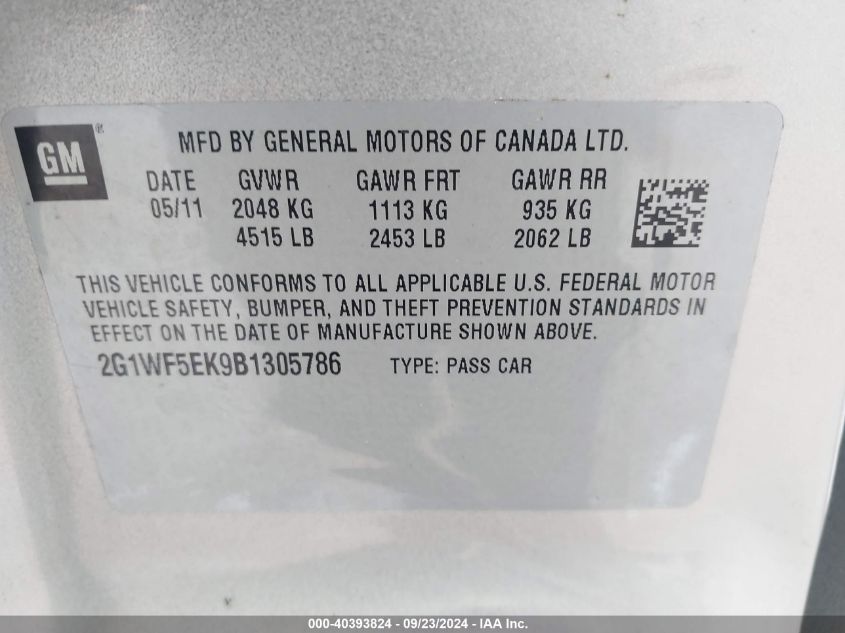 GM®
MFD BY GENERAL MOTORS OF CANADA LTD.
DATE GVWR GAWR FRT GAWR RR
05/11 2048 KG 1113 KG 935 KG
4515 LB 2453 LB 2062 LB
THIS VEHICLE CONFORMS TO ALL APPLICABLE U.S. FEDERAL MOTOR
VEHICLE SAFETY, BUMPER, AND THEFT PREVENTION STANDARDS IN
EFFECT ON THE DATE OF MANUFACTURE SHOWN ABOVE.
2G1WF5EK9B1305786 TYPE: PASS CAR
000-40393824 - 09/23/2024 - IAA Inc.